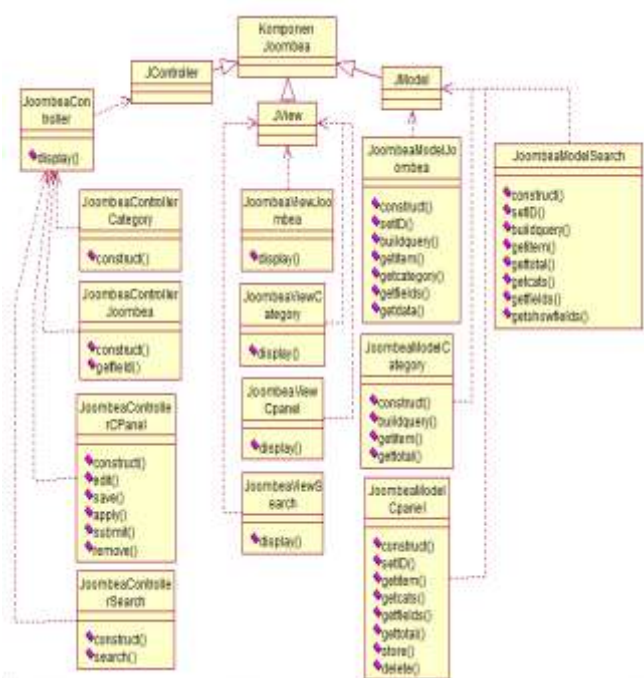 Komponen
Joombea
JController
JModel
JView
JoombeaCont
roller
display()
JoombeaController
Category
construct()
JoombeaController
Joombea
construct()
getfield()
JoombeaControlle
rCPanal
construct()
edit()
save()
apply()
submit()
remove()
JoombeaControlle
rSearch
construct()
search()
JoombeaViewJoo
mbea
display()
JoombeaViewC
ategory
display()
JoombeaView
Cpanel
display()
JoombeaViewS
earch
display()
JoombeaModelJo
ombea
construct()
setID()
buildquery()
getitem()
getcategory()
getfields()
getdata()
JoombeaModelC
ategory
construct()
buildquery()
getitem()
gettotal()
JoombeaModel
Cpanel
construct()
setID()
getitem()
getcats()
getfields()
gettotal()
store()
delete()
JoombeaModelSearch
construct()
setID()
buildquery()
getitem()
gettotal()
getcats()
getfields()
getshowfields()